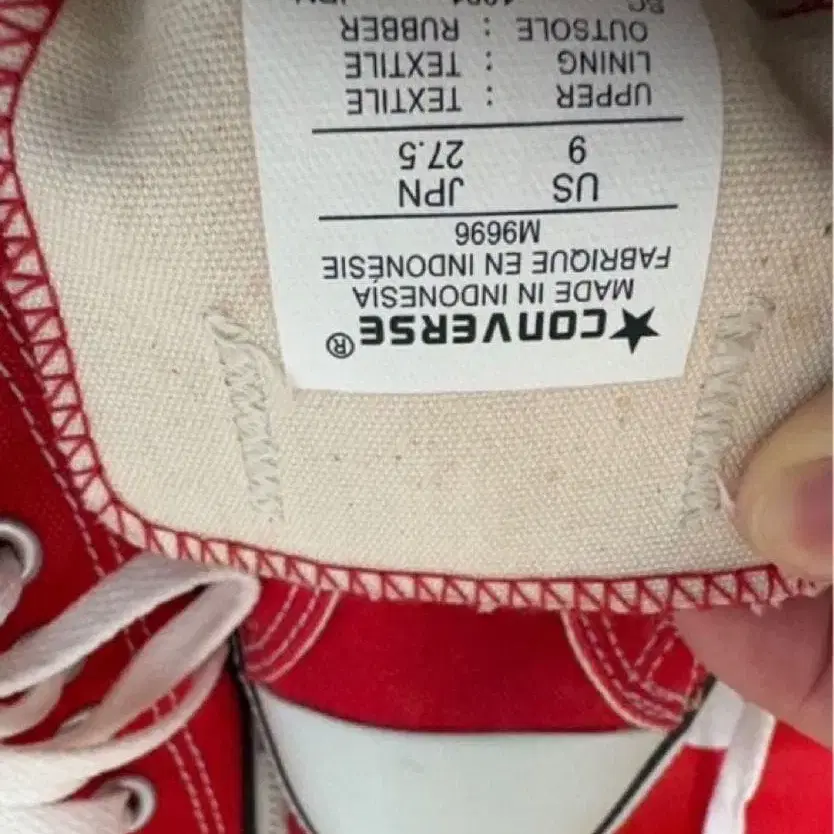 ★CONVERSE®
MADE IN INDONESIA
FABRIQUE EN INDONÉSIE
M9696
US JPN
9 27.5
UPPER : TEXTILE
LINING : TEXTILE
OUTSOLE : RUBBER